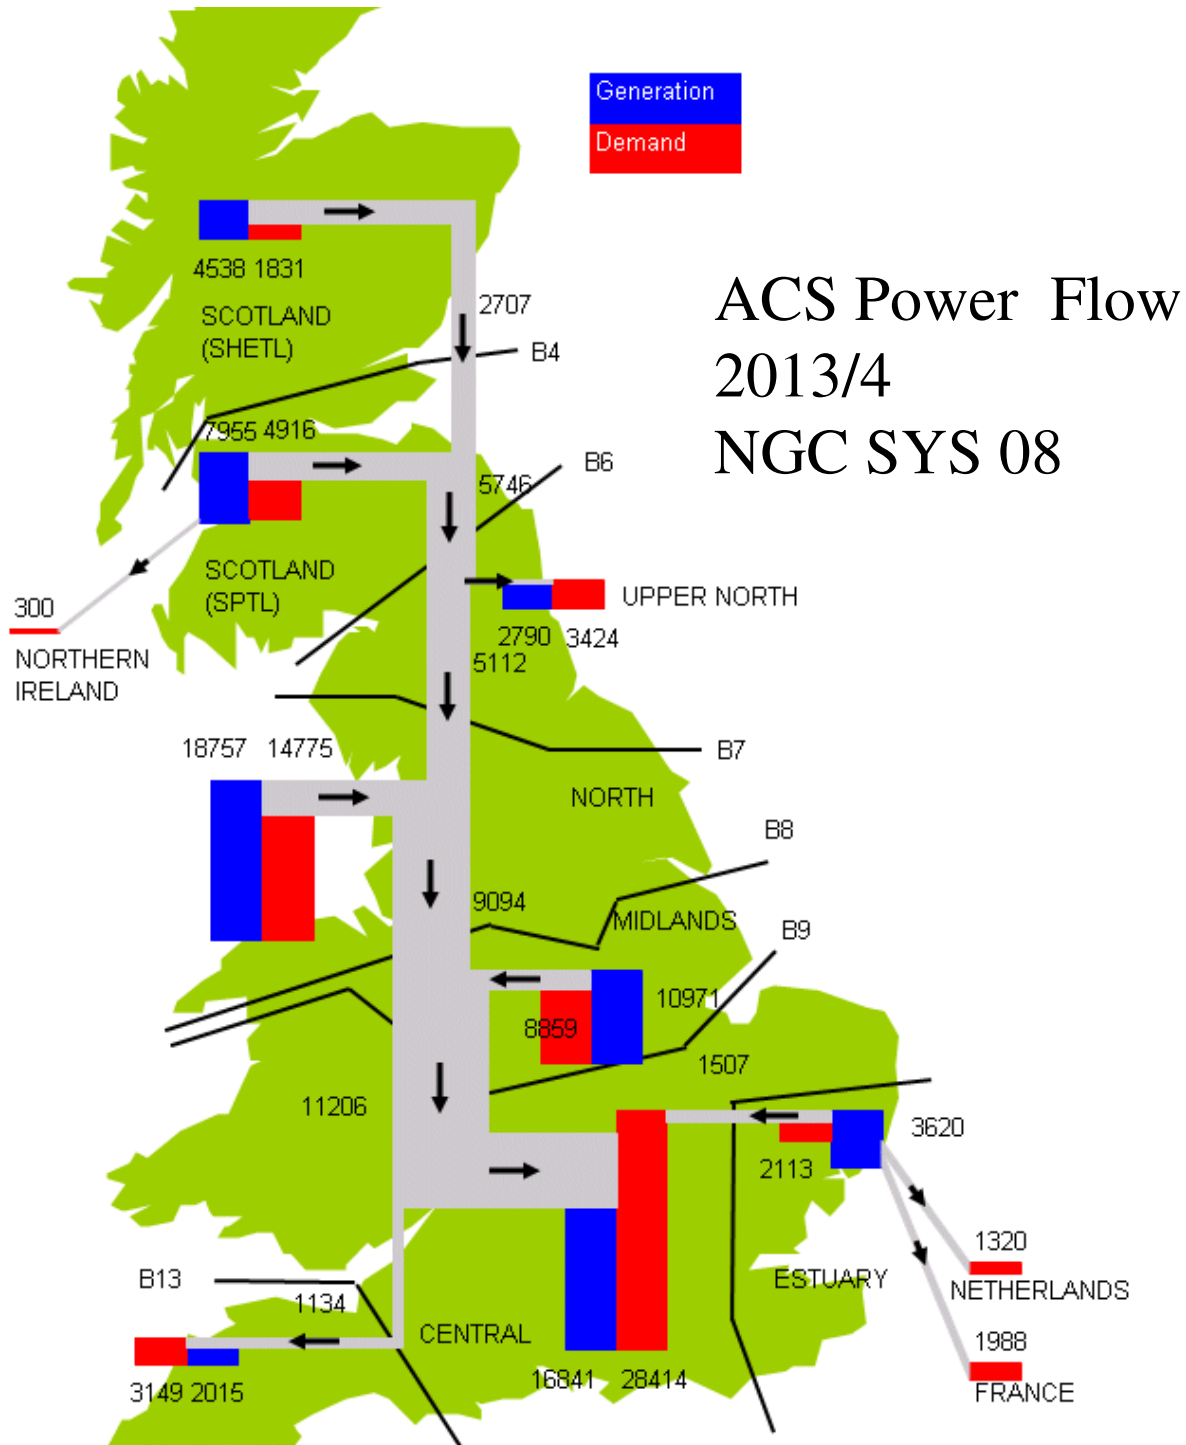 Generation
Demand
4538 1831
SCOTLAND
(SHETL)
2707
B4
ACS Power Flow
2013/4
NGC SYS 08
7955 4916
B6
5746
SCOTLAND
(SPTL)
300
NORTHERN
IRELAND
UPPER NORTH
2790 3424
5112
18757 14775
B7
NORTH
B8
9094
MIDLANDS
B9
10971
8859
1507
11206
3620
2113
1320
NETHERLANDS
ESTUARY
B13
1134
CENTRAL
1988
FRANCE
3149 2015
16841 28414